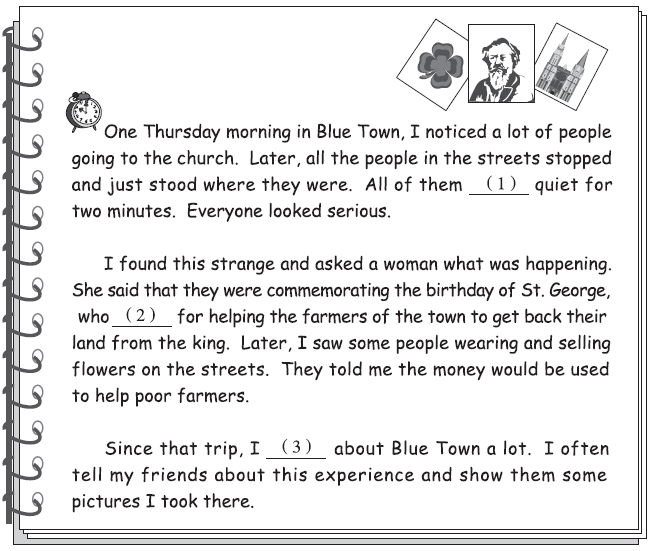 One Thursday morning in Blue Town, I noticed a lot of people
going to the church. Later, all the people in the streets stopped
and just stood where they were. All of them (1) quiet for
two minutes. Everyone looked serious.
I found this strange and asked a woman what was happening.
She said that they were commemorating the birthday of St. George,
who (2) for helping the farmers of the town to get back their
land from the king. Later, I saw some people wearing and selling
flowers on the streets. They told me the money would be used
to help poor farmers.
Since that trip, I (3) about Blue Town a lot. I often
tell my friends about this experience and show them some
pictures I took there.